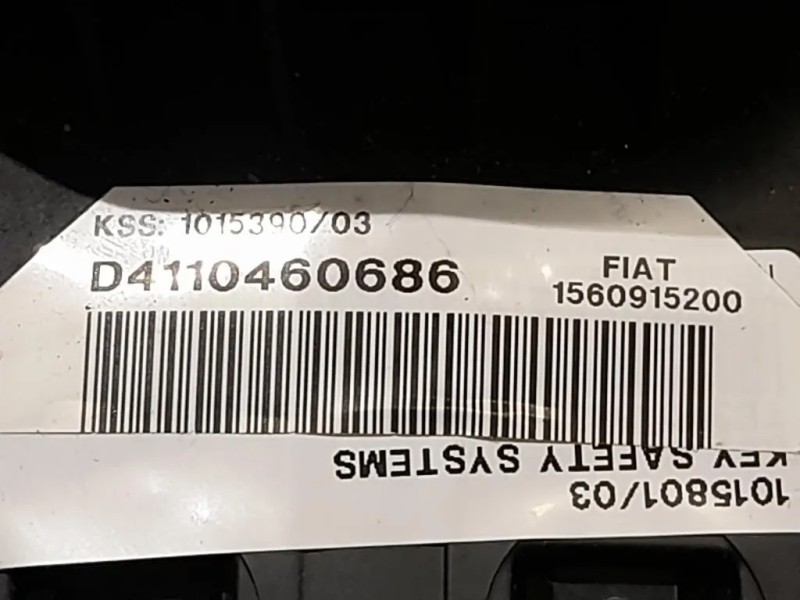 KSS: 1015390/03
D4110460686
FIAT
1560915200
KEY SAFETY SYSTEMS
1015801/03